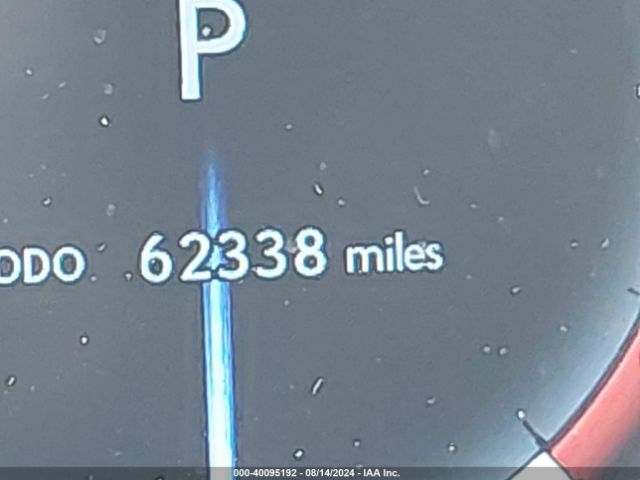 P
ODO 62338 miles
000-40095192 - 08/14/2024 - IAA Inc.